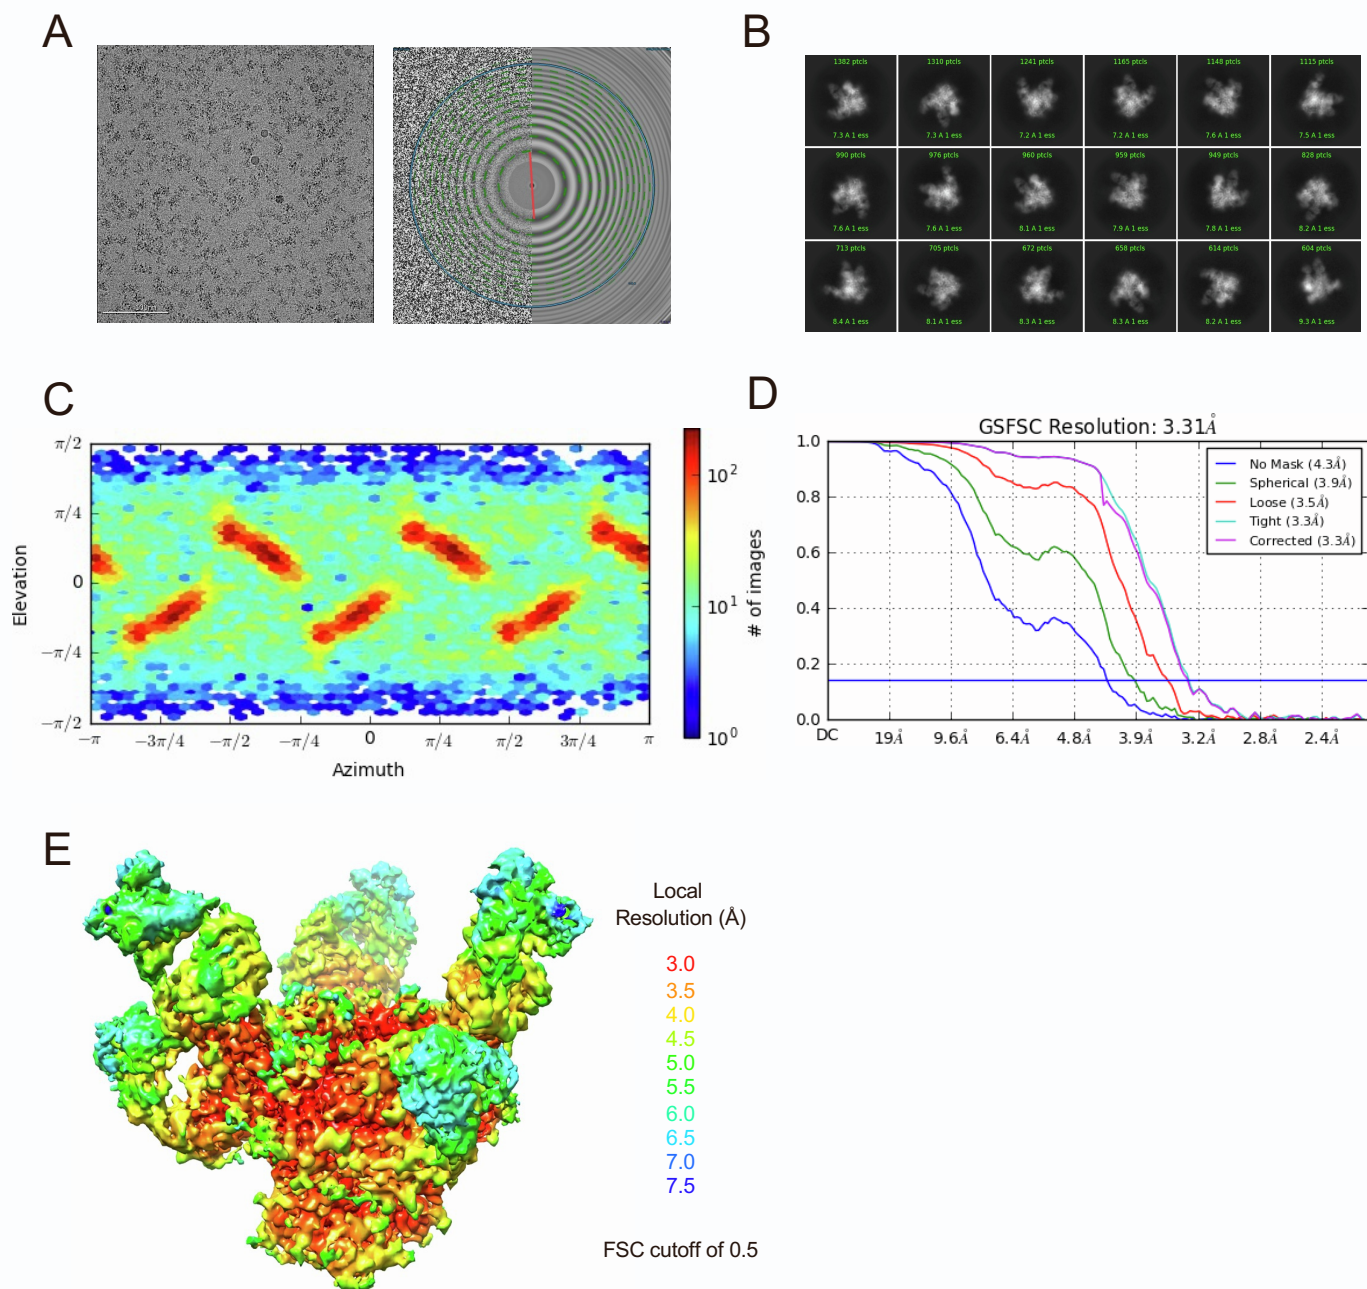 A
B
1382 ptcls 1310 ptcls 1241 ptcls 1165 ptcls 1148 ptcls 1115 ptcls
7.3 A 1 ess 7.3 A 1 ess 7.2 A 1 ess 7.2 A 1 ess 7.6 A 1 ess 7.5 A 1 ess
990 ptcls 976 ptcls 960 ptcls 959 ptcls 949 ptcls 828 ptcls
7.6 A 1 ess 7.6 A 1 ess 8.1 A 1 ess 7.9 A 1 ess 7.8 A 1 ess 8.2 A 1 ess
713 ptcls 705 ptcls 672 ptcls 658 ptcls 614 ptcls 604 ptcls
8.4 A 1 ess 8.1 A 1 ess 8.3 A 1 ess 8.3 A 1 ess 8.2 A 1 ess 9.3 A 1 ess
C
π/2
π/4
0
−π/4
−π/2
Elevation
−π −3π/4 −π/2 −π/4 0 π/4 π/2 3π/4 π
Azimuth
10²
10¹
10⁰
# of images
D
GSFSC Resolution: 3.31Å
1.0
0.8
0.6
0.4
0.2
0.0
No Mask (4.3Å)
Spherical (3.9Å)
Loose (3.5Å)
Tight (3.3Å)
Corrected (3.3Å)
DC 19Å 9.6Å 6.4Å 4.8Å 3.9Å 3.2Å 2.8Å 2.4Å
E
Local
Resolution (Å)
3.0
3.5
4.0
4.5
5.0
5.5
6.0
6.5
7.0
7.5
FSC cutoff of 0.5